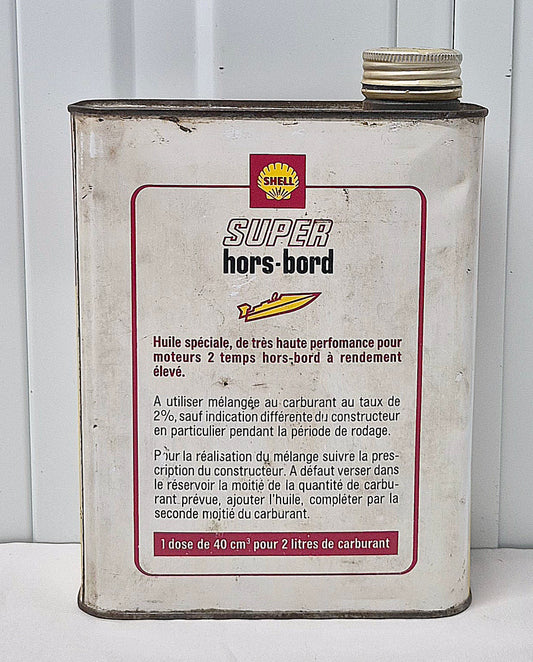 SHELL
SUPER
hors-bord
Huile spéciale, de très haute perfomance pour
moteurs 2 temps hors-bord à rendement
élevé.
A utiliser mélangée au carburant au taux de
2%, sauf indication différente du constructeur
en particulier pendant la période de rodage.
Pour la réalisation du mélange suivre la pres-
cription du constructeur. A défaut verser dans
le réservoir la moitié de la quantité de carbu-
rant prévue, ajouter l'huile, compléter par la
seconde moitié du carburant.
1 dose de 40 cm³ pour 2 litres de carburant